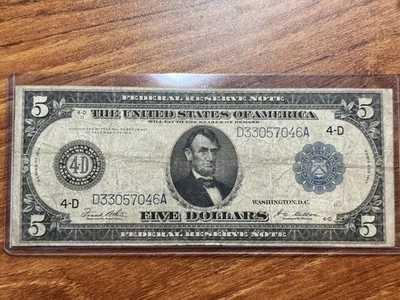 FEDERAL RESERVE NOTE
5 THE UNITED STATES OF AMERICA 5
4-D WILL PAY TO THE BEARER ON DEMAND
D33057046A 4-D
4-D
D33057046A
4-D WASHINGTON, D.C.
4-D
5 FIVE DOLLARS 5
FEDERAL RESERVE NOTE